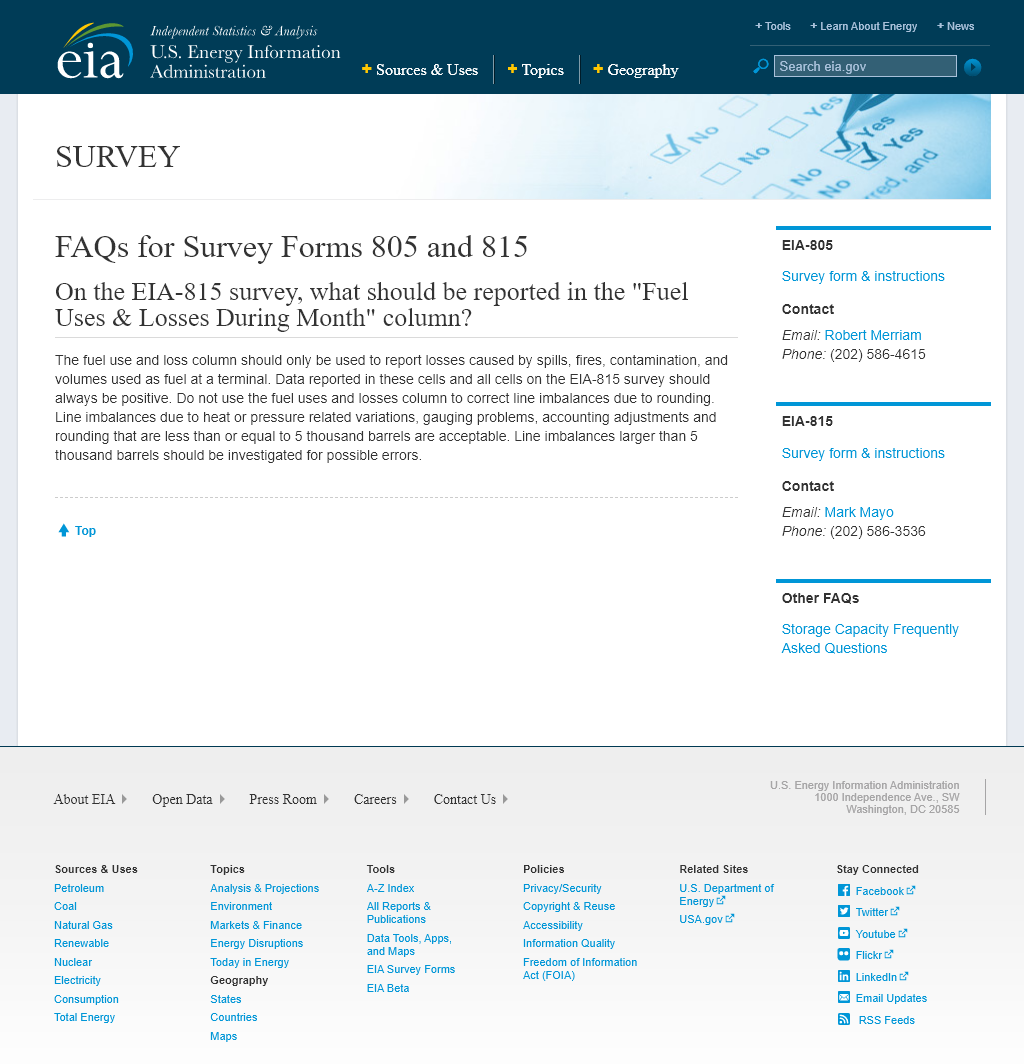 eia
Independent Statistics & Analysis
U.S. Energy Information
Administration
+ Sources & Uses
+ Topics
+ Geography
+ Tools
+ Learn About Energy
+ News
Search eia.gov
SURVEY
No
Yes
Yes
No
Yes
No
No
red, and
FAQs for Survey Forms 805 and 815
On the EIA-815 survey, what should be reported in the "Fuel
Uses & Losses During Month" column?
The fuel use and loss column should only be used to report losses caused by spills, fires, contamination, and
volumes used as fuel at a terminal. Data reported in these cells and all cells on the EIA-815 survey should
always be positive. Do not use the fuel uses and losses column to correct line imbalances due to rounding.
Line imbalances due to heat or pressure related variations, gauging problems, accounting adjustments and
rounding that are less than or equal to 5 thousand barrels are acceptable. Line imbalances larger than 5
thousand barrels should be investigated for possible errors.
Top
EIA-805
Survey form & instructions
Contact
Email: Robert Merriam
Phone: (202) 586-4615
EIA-815
Survey form & instructions
Contact
Email: Mark Mayo
Phone: (202) 586-3536
Other FAQs
Storage Capacity Frequently
Asked Questions
About EIA
Open Data
Press Room
Careers
Contact Us
U.S. Energy Information Administration
1000 Independence Ave., SW
Washington, DC 20585
Sources & Uses
Petroleum
Coal
Natural Gas
Renewable
Nuclear
Electricity
Consumption
Total Energy
Topics
Analysis & Projections
Environment
Markets & Finance
Energy Disruptions
Today in Energy
Geography
States
Countries
Maps
Tools
A-Z Index
All Reports &
Publications
Data Tools, Apps,
and Maps
EIA Survey Forms
EIA Beta
Policies
Privacy/Security
Copyright & Reuse
Accessibility
Information Quality
Freedom of Information
Act (FOIA)
Related Sites
U.S. Department of
Energy
USA.gov
Stay Connected
Facebook
Twitter
Youtube
Flickr
LinkedIn
Email Updates
RSS Feeds